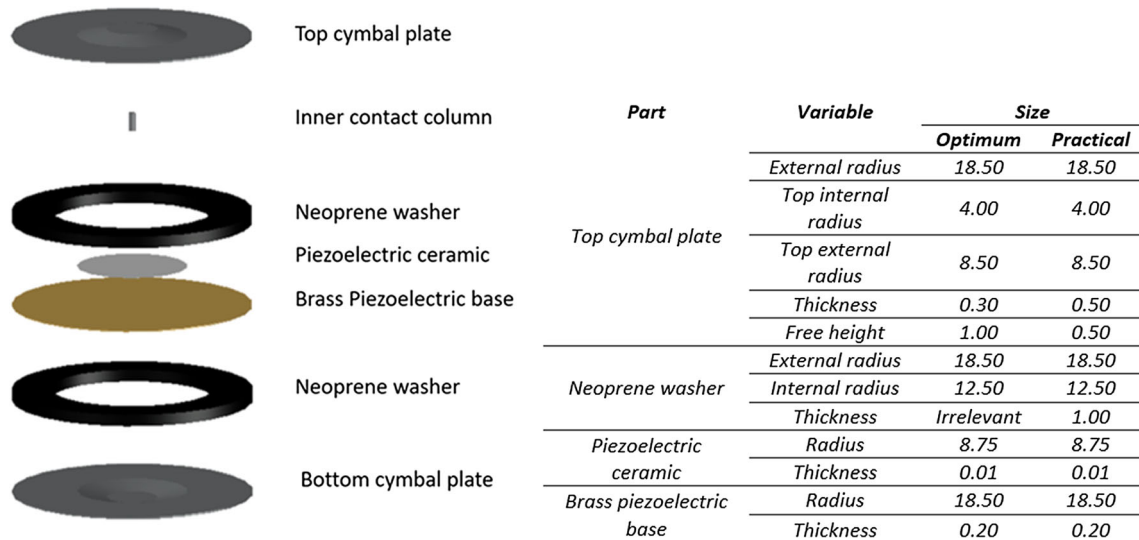 Top cymbal plate
Inner contact column
Neoprene washer
Piezoelectric ceramic
Brass Piezoelectric base
Neoprene washer
Bottom cymbal plate
Part Variable Size
Optimum Practical
Top cymbal plate
External radius 18.50 18.50
Top internal
radius 4.00 4.00
Top external
radius 8.50 8.50
Thickness 0.30 0.50
Free height 1.00 0.50
Neoprene washer
External radius 18.50 18.50
Internal radius 12.50 12.50
Thickness Irrelevant 1.00
Piezoelectric
ceramic
Radius 8.75 8.75
Thickness 0.01 0.01
Brass piezoelectric
base
Radius 18.50 18.50
Thickness 0.20 0.20